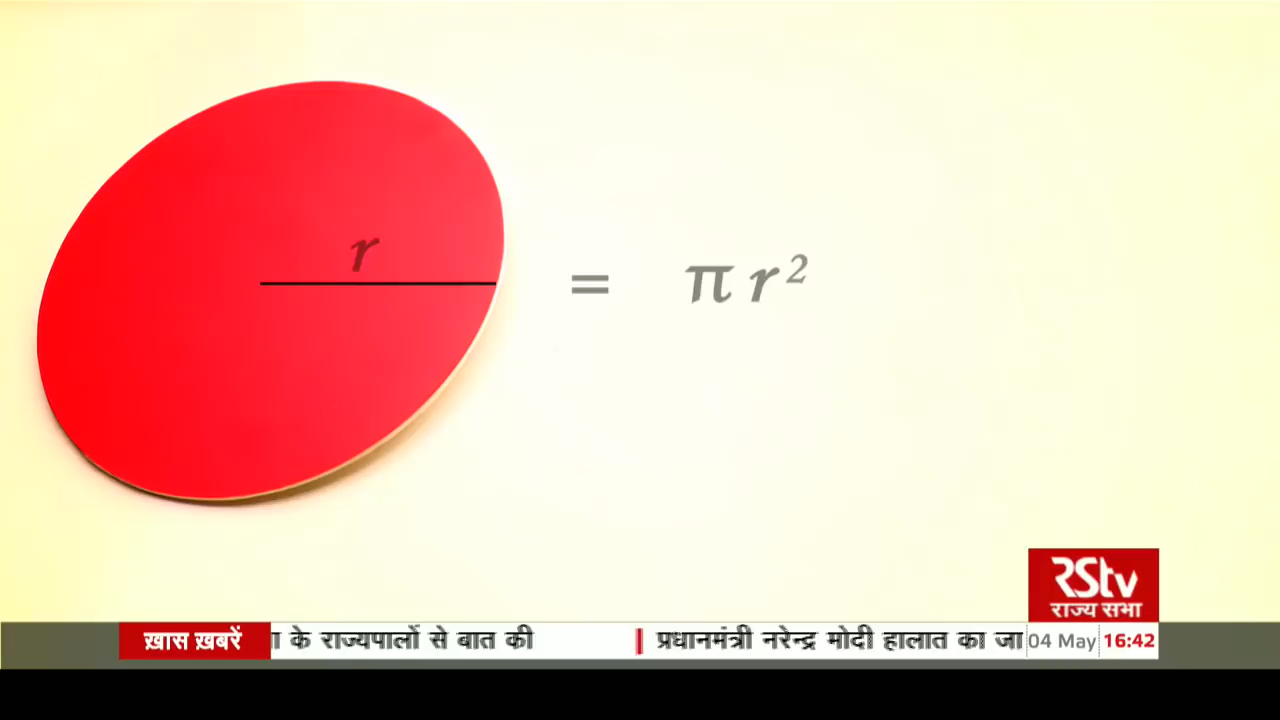 r
= πr²
RStv
राज्य सभा
ख़ास ख़बरें के राज्यपालों से बात की | प्रधानमंत्री नरेन्द्र मोदी हालात का जा 04 May 16:42